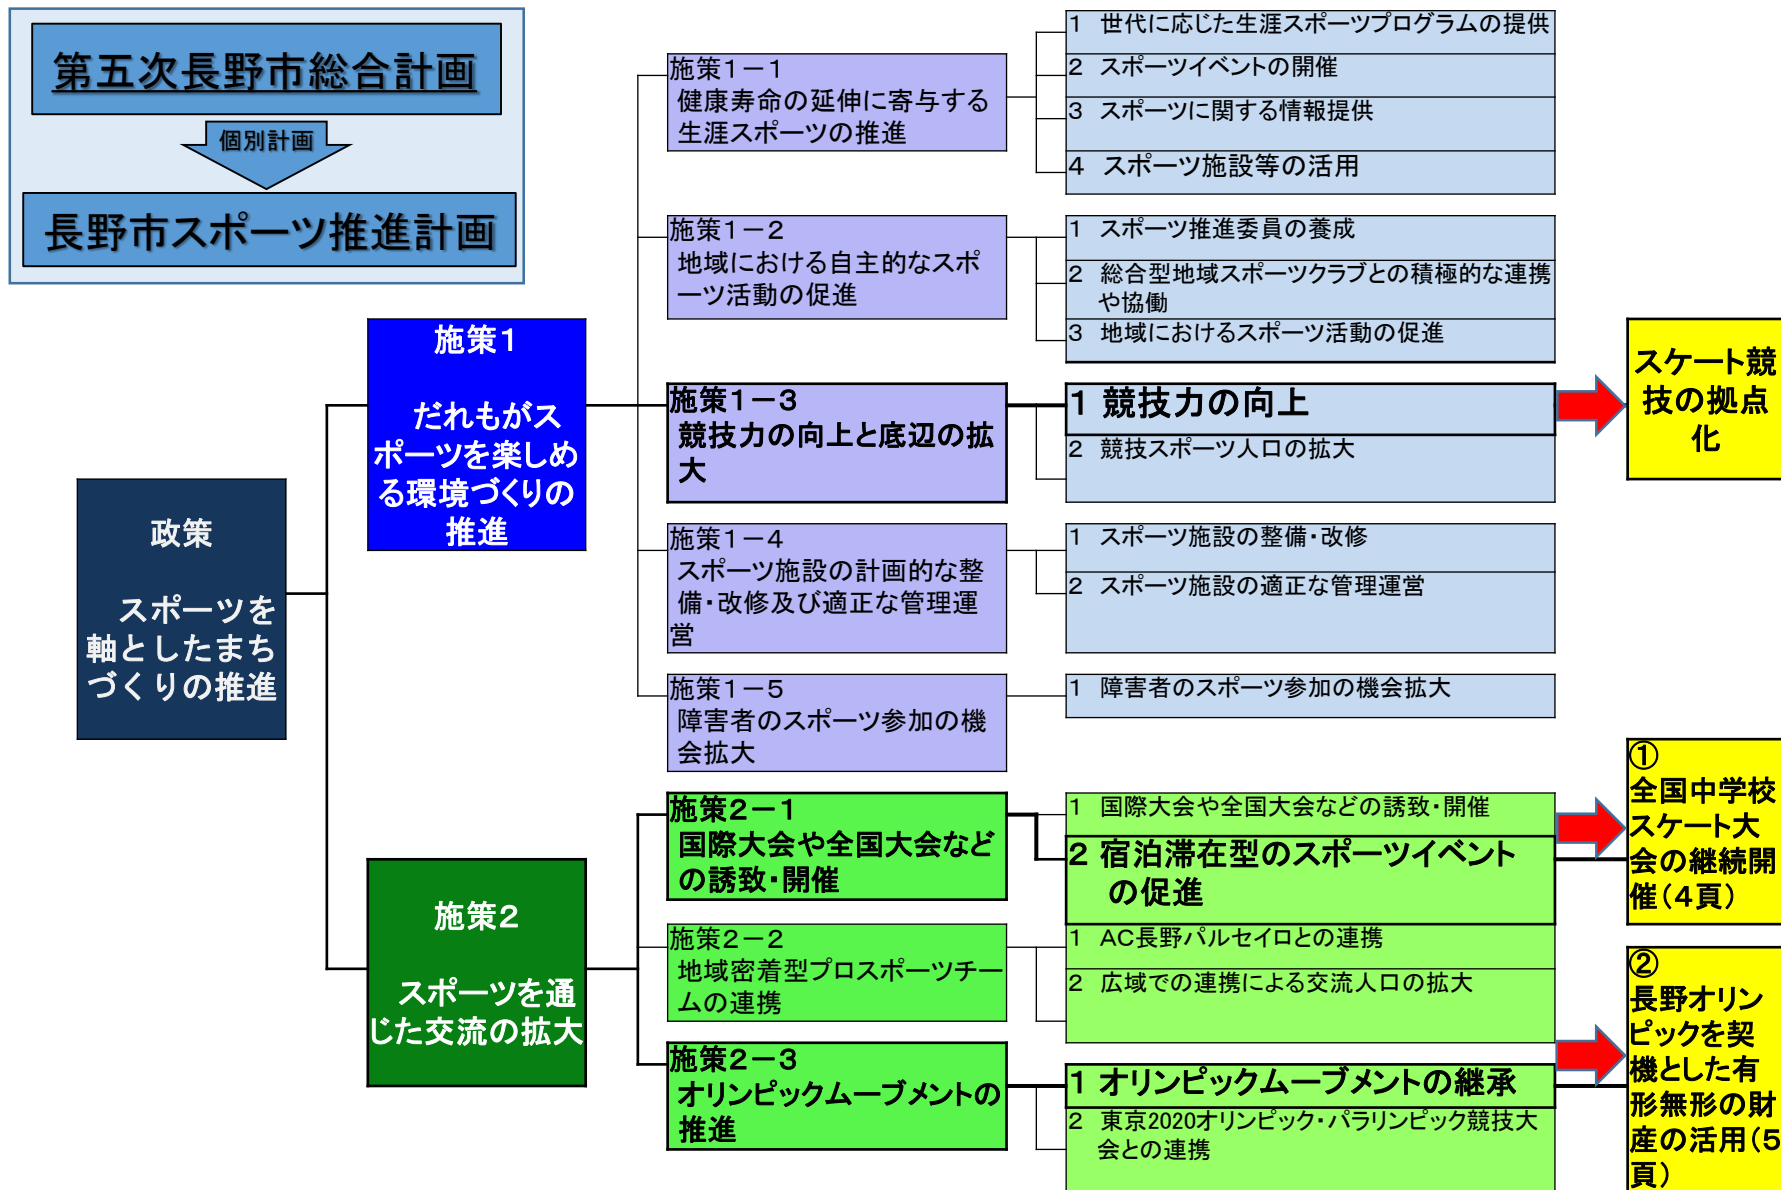 第五次長野市総合計画
個別計画
長野市スポーツ推進計画
政策
スポーツを
軸としたまち
づくりの推進
施策1
だれもがス
ポーツを楽しめ
る環境づくりの
推進
施策1－1
健康寿命の延伸に寄与する
生涯スポーツの推進
1 世代に応じた生涯スポーツプログラムの提供
2 スポーツイベントの開催
3 スポーツに関する情報提供
4 スポーツ施設等の活用
施策1－2
地域における自主的なスポ
ーツ活動の促進
1 スポーツ推進委員の養成
2 総合型地域スポーツクラブとの積極的な連携
や協働
3 地域におけるスポーツ活動の促進
施策1－3
競技力の向上と底辺の拡
大
1 競技力の向上
2 競技スポーツ人口の拡大
スケート競
技の拠点
化
施策1－4
スポーツ施設の計画的な整
備・改修及び適正な管理運
営
1 スポーツ施設の整備・改修
2 スポーツ施設の適正な管理運営
施策1－5
障害者のスポーツ参加の機
会拡大
1 障害者のスポーツ参加の機会拡大
施策2
スポーツを通
じた交流の拡大
施策2－1
国際大会や全国大会など
の誘致・開催
1 国際大会や全国大会などの誘致・開催
2 宿泊滞在型のスポーツイベント
の促進
①
全国中学校
スケート大
会の継続開
催（4頁）
施策2－2
地域密着型プロスポーツチー
ムの連携
1 AC長野パルセイロとの連携
2 広域での連携による交流人口の拡大
施策2－3
オリンピックムーブメントの
推進
1 オリンピックムーブメントの継承
2 東京2020オリンピック・パラリンピック競技大
会との連携
②
長野オリン
ピックを契
機とした有
形無形の財
産の活用（5
頁）